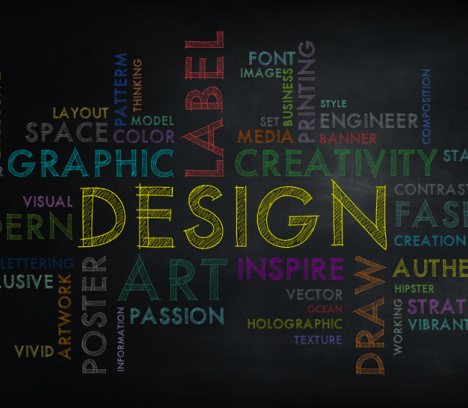 LABEL
FONT
IMAGES
PRINTING
BUSINESS
PATTERM
THINKING
STYLE
COMPOSITION
LAYOUT
MODEL
SET
ENGINEER
SPACE
COLOR
MEDIA
BANNER
GRAPHIC
CREATIVITY
STA
VISUAL
DESIGN
CONTRAST
DERN
FAS
CREATION
LETTERING
POSTER
ART
INSPIRE
DRAW
AUTHE
LUSIVE
ARTWORK
VECTOR
HIPSTER
OCEAN
STRAT
PASSION
INFORMATION
HOLOGRAPHIC
WORKING
VIBRANT
VIVID
TEXTURE